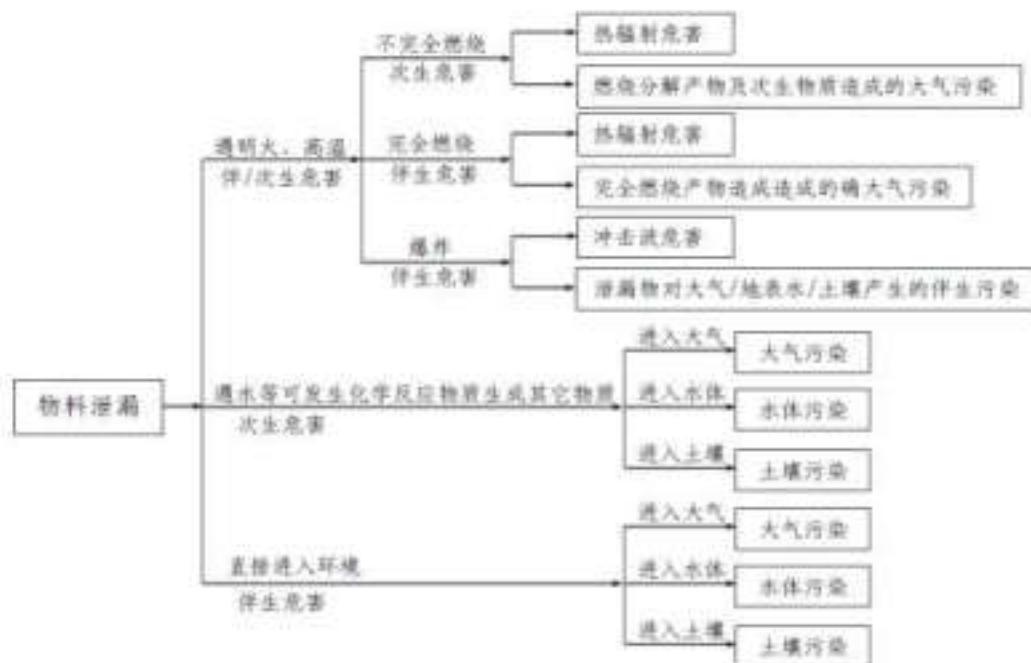 不完全燃烧
次生危害
热辐射危害
燃烧分解产物及次生物质造成的大气污染
遇明火、高温
伴/次生危害
完全燃烧
伴生危害
热辐射危害
完全燃烧产物造成造成的确大气污染
爆炸
伴生危害
冲击波危害
泄漏物对大气/地表水/土壤产生的伴生污染
物料泄漏
遇水等可发生化学反应物质生成其它物质
次生危害
进入大气
大气污染
进入水体
水体污染
进入土壤
土壤污染
直接进入环境
伴生危害
进入大气
大气污染
进入水体
水体污染
进入土壤
土壤污染